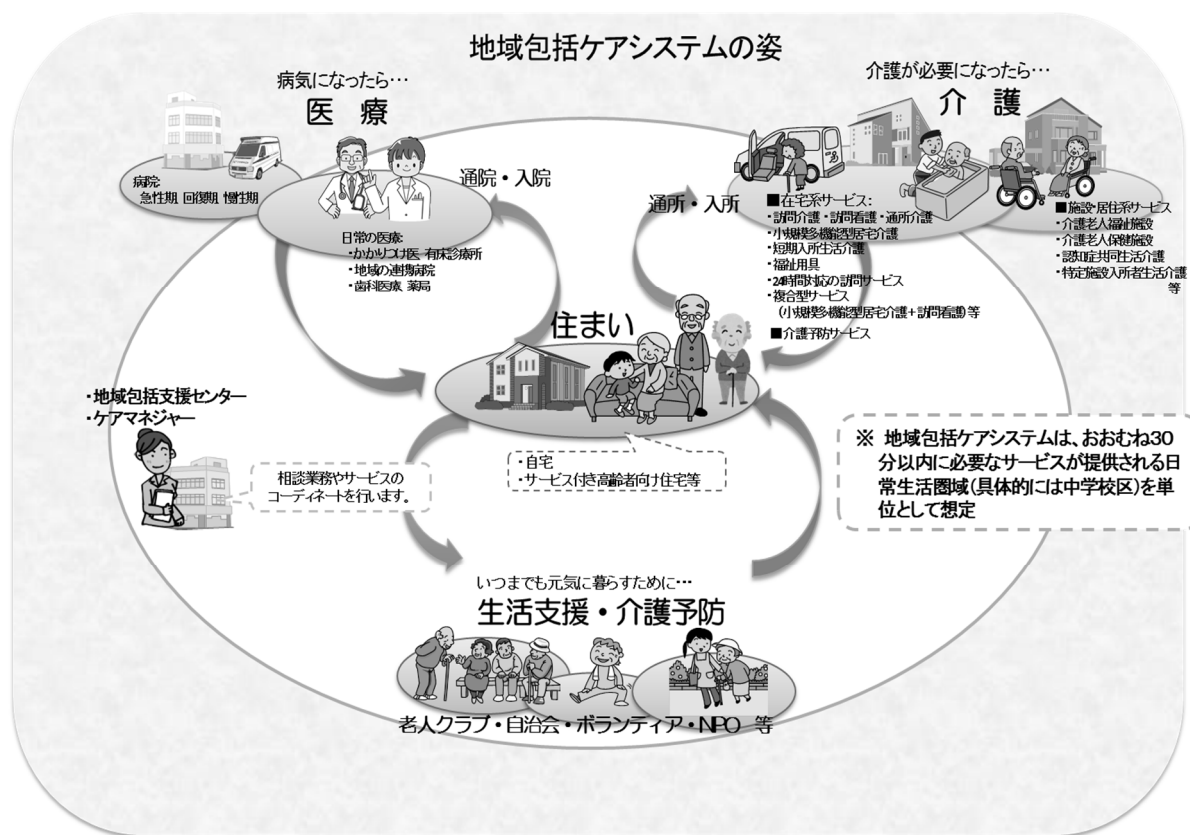 地域包括ケアシステムの姿
病気になったら…
医　療
病院:
急性期、回復期、慢性期
日常の医療:
・かかりつけ医、有床診療所
・地域の連携病院
・歯科医療、薬局
通院・入院
介護が必要になったら…
介　護
通所・入所
■在宅系サービス:
・訪問介護・訪問看護・通所介護
・小規模多機能型居宅介護
・短期入所生活介護
・福祉用具
・24時間対応の訪問サービス
・複合型サービス
（小規模多機能型居宅介護＋訪問看護）等
■介護予防サービス
■施設・居住系サービス
・介護老人福祉施設
・介護老人保健施設
・認知症共同生活介護
・特定施設入所者生活介護
等
住まい
・自宅
・サービス付き高齢者向け住宅等
・地域包括支援センター
・ケアマネジャー
相談業務やサービスの
コーディネートを行います。
※ 地域包括ケアシステムは、おおむね30
分以内に必要なサービスが提供される日
常生活圏域（具体的には中学校区）を単
位として想定
いつまでも元気に暮らすために…
生活支援・介護予防
老人クラブ・自治会・ボランティア・NPO　等